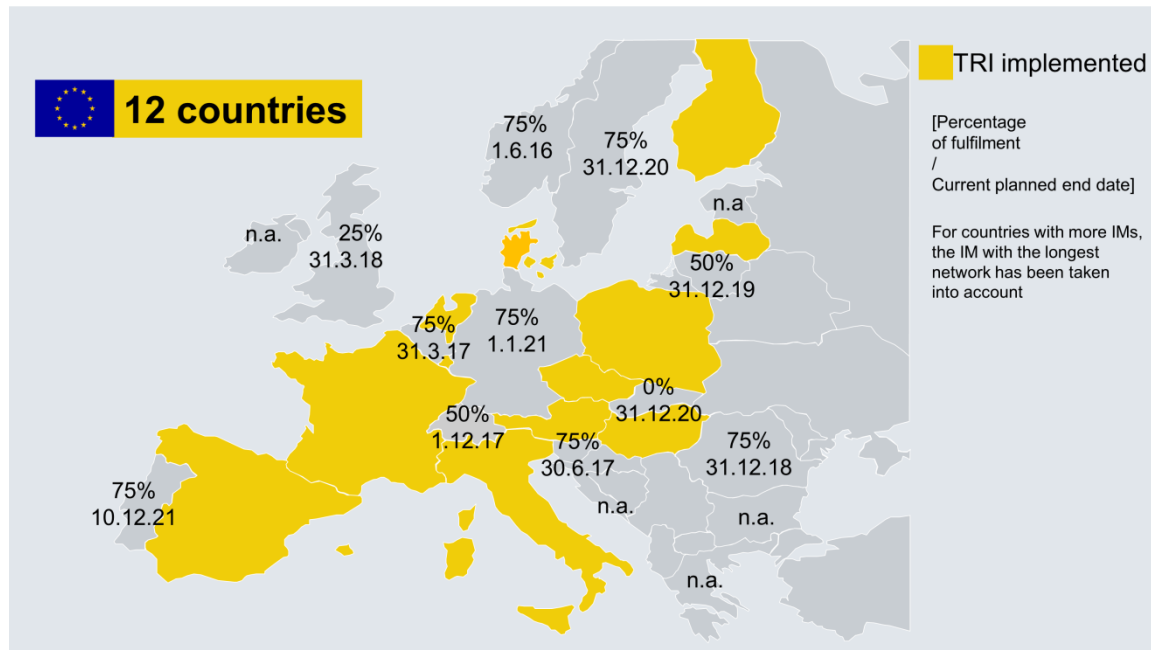 12 countries
TRI implemented
[Percentage
of fulfilment
/
Current planned end date]
For countries with more IMs,
the IM with the longest
network has been taken
into account
75%
1.6.16
75%
31.12.20
n.a
n.a.
25%
31.3.18
50%
31.12.19
75%
31.3.17
75%
1.1.21
0%
31.12.20
50%
1.12.17
75%
30.6.17
75%
31.12.18
75%
10.12.21
n.a.
n.a.
n.a.